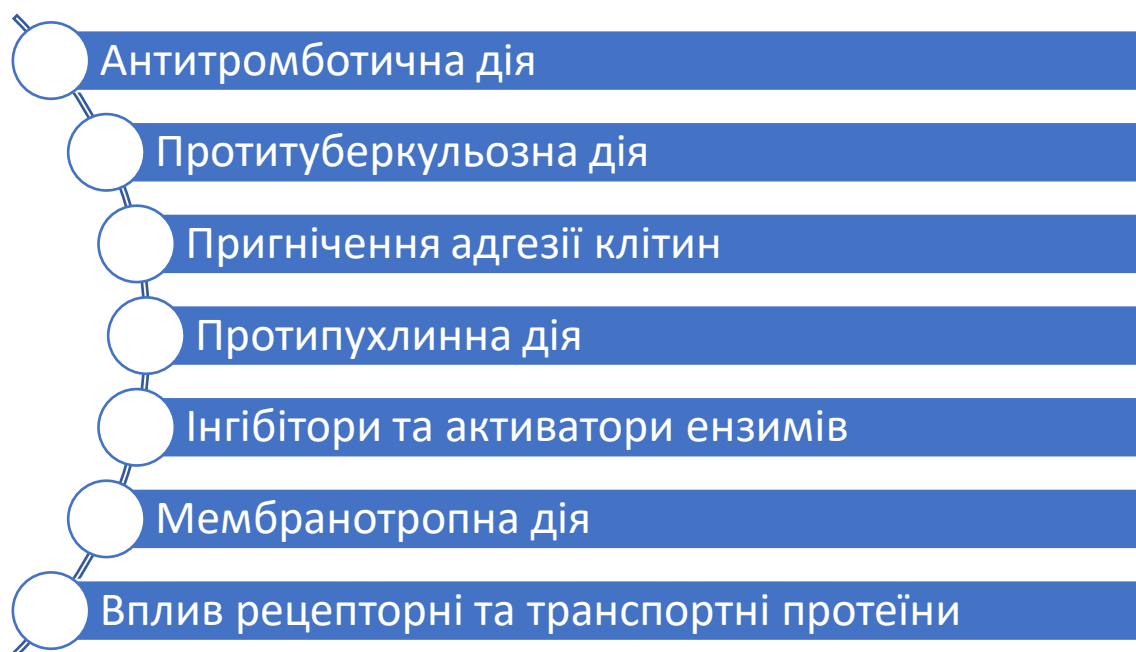 Антитромботична дія
Протитуберкульозна дія
Пригнічення адгезії клітин
Протипухлинна дія
Інгібітори та активатори ензимів
Мембранотропна дія
Вплив рецепторні та транспортні протеїни